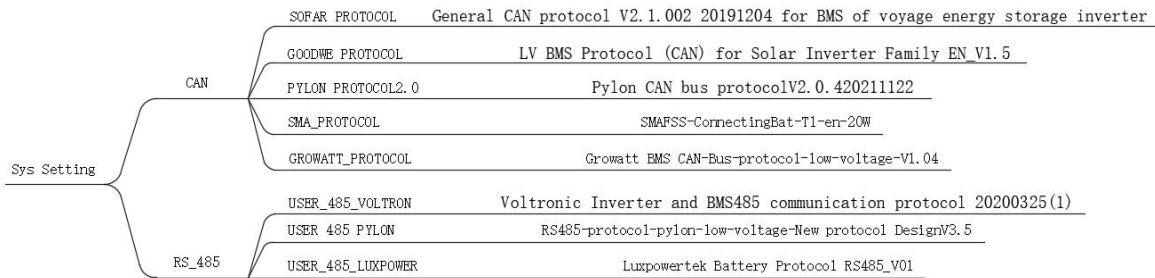 SOFAR PROTOCOL General CAN protocol V2.1.002 20191204 for BMS of voyage energy storage inverter
GOODWE PROTOCOL LV BMS Protocol (CAN) for Solar Inverter Family EN_V1.5
CAN
PYLON PROTOCOL2.0 Pylon CAN bus protocolV2.0.420211122
SMA_PROTOCOL SMAFSS-ConnectingBat-T1-en-20W
GROWATT_PROTOCOL Growatt BMS CAN-Bus-protocol-low-voltage-V1.04
Sys Setting
USER_485_VOLTRON Voltronic Inverter and BMS485 communication protocol 20200325(1)
USER 485 PYLON RS485-protocol-pylon-low-voltage-New protocol DesignV3.5
RS_485
USER_485_LUXPOWER Luxpowertek Battery Protocol RS485_V01